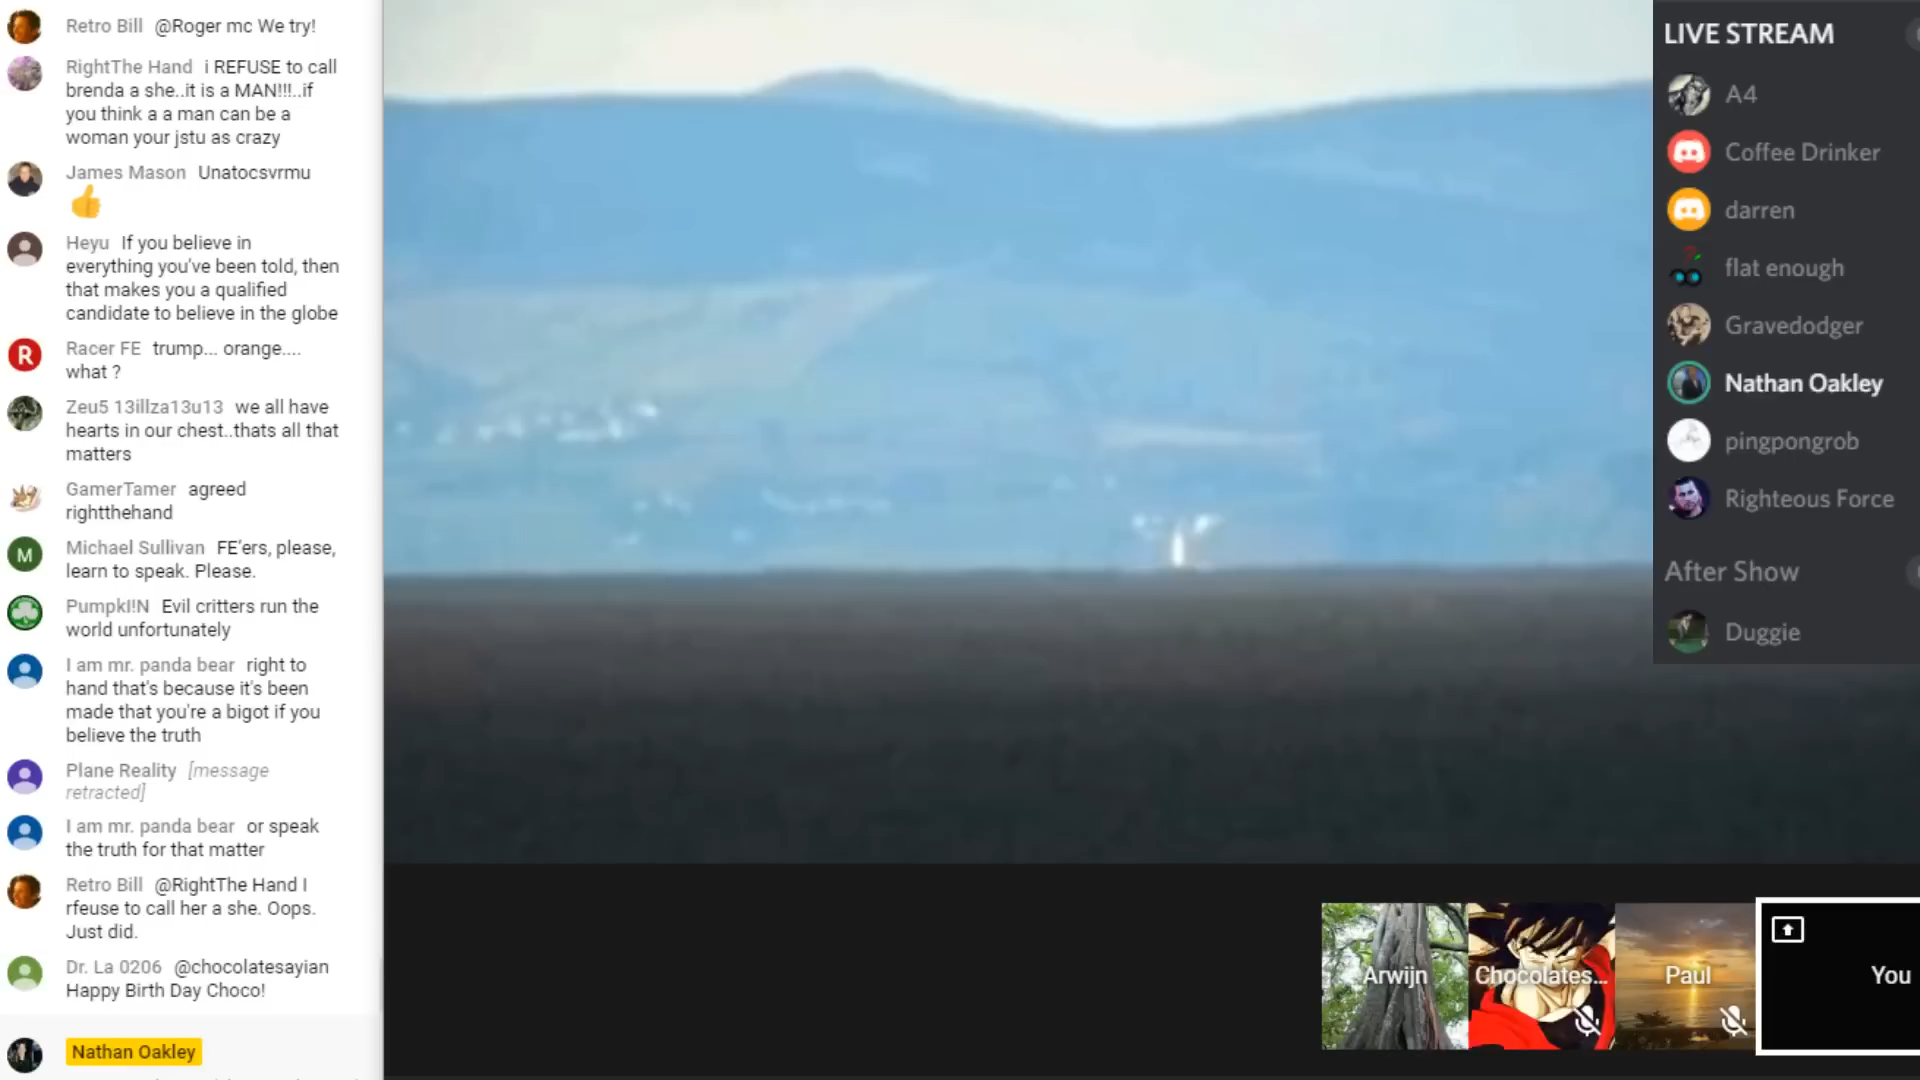 Retro Bill @Roger mc We try!
RightThe Hand i REFUSE to call
brenda a she..it is a MAN!!!..if
you think a a man can be a
woman your jstu as crazy
James Mason Unatocsvrmu
Heyu If you believe in
everything you've been told, then
that makes you a qualified
candidate to believe in the globe
R
Racer FE trump... orange....
what ?
Zeu5 13illza13u13 we all have
hearts in our chest..thats all that
matters
GamerTamer agreed
rightthehand
M
Michael Sullivan FE'ers, please,
learn to speak. Please.
PumpkI!N Evil critters run the
world unfortunately
I am mr. panda bear right to
hand that's because it's been
made that you're a bigot if you
believe the truth
Plane Reality [message
retracted]
I am mr. panda bear or speak
the truth for that matter
Retro Bill @RightThe Hand I
rfeuse to call her a she. Oops.
Just did.
Dr. La 0206 @chocolatesayian
Happy Birth Day Choco!
Nathan Oakley
LIVE STREAM
A4
Coffee Drinker
darren
flat enough
Gravedodger
Nathan Oakley
pingpongrob
Righteous Force
After Show
Duggie
Arwijn
Chocolates...
Paul
You